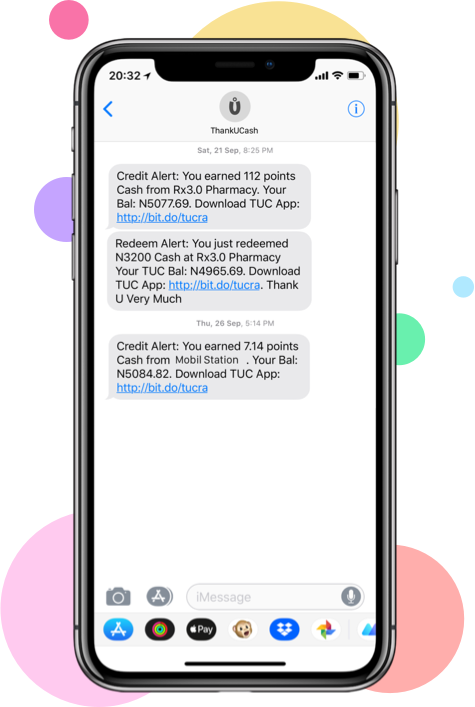 20:32
ThankUCash
Sat, 21 Sep, 8:25 PM
Credit Alert: You earned 112 points
Cash from Rx3.0 Pharmacy. Your
Bal: N5077.69. Download TUC App:
http://bit.do/tucra
Redeem Alert: You just redeemed
N3200 Cash at Rx3.0 Pharmacy
Your TUC Bal: N4965.69. Download
TUC App: http://bit.do/tucra. Thank
U Very Much
Thu, 26 Sep, 5:14 PM
Credit Alert: You earned 7.14 points
Cash from Mobil Station . Your Bal:
N5084.82. Download TUC App:
http://bit.do/tucra
iMessage
Pay